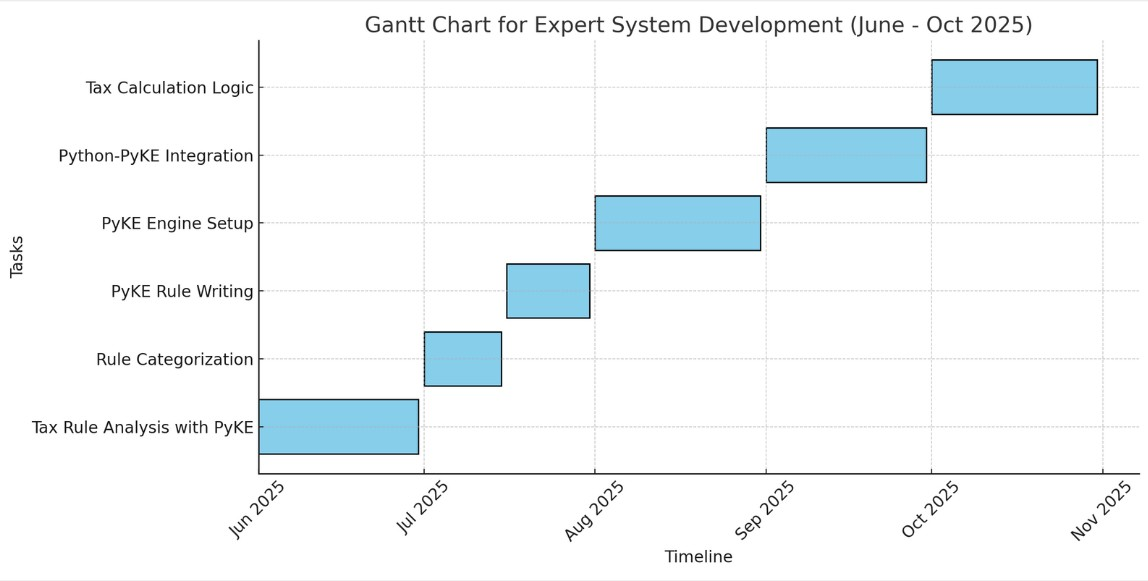 Gantt Chart for Expert System Development (June - Oct 2025)
Tasks
Tax Calculation Logic
Python-PyKE Integration
PyKE Engine Setup
PyKE Rule Writing
Rule Categorization
Tax Rule Analysis with PyKE
Jun 2025
Jul 2025
Aug 2025
Sep 2025
Oct 2025
Nov 2025
Timeline